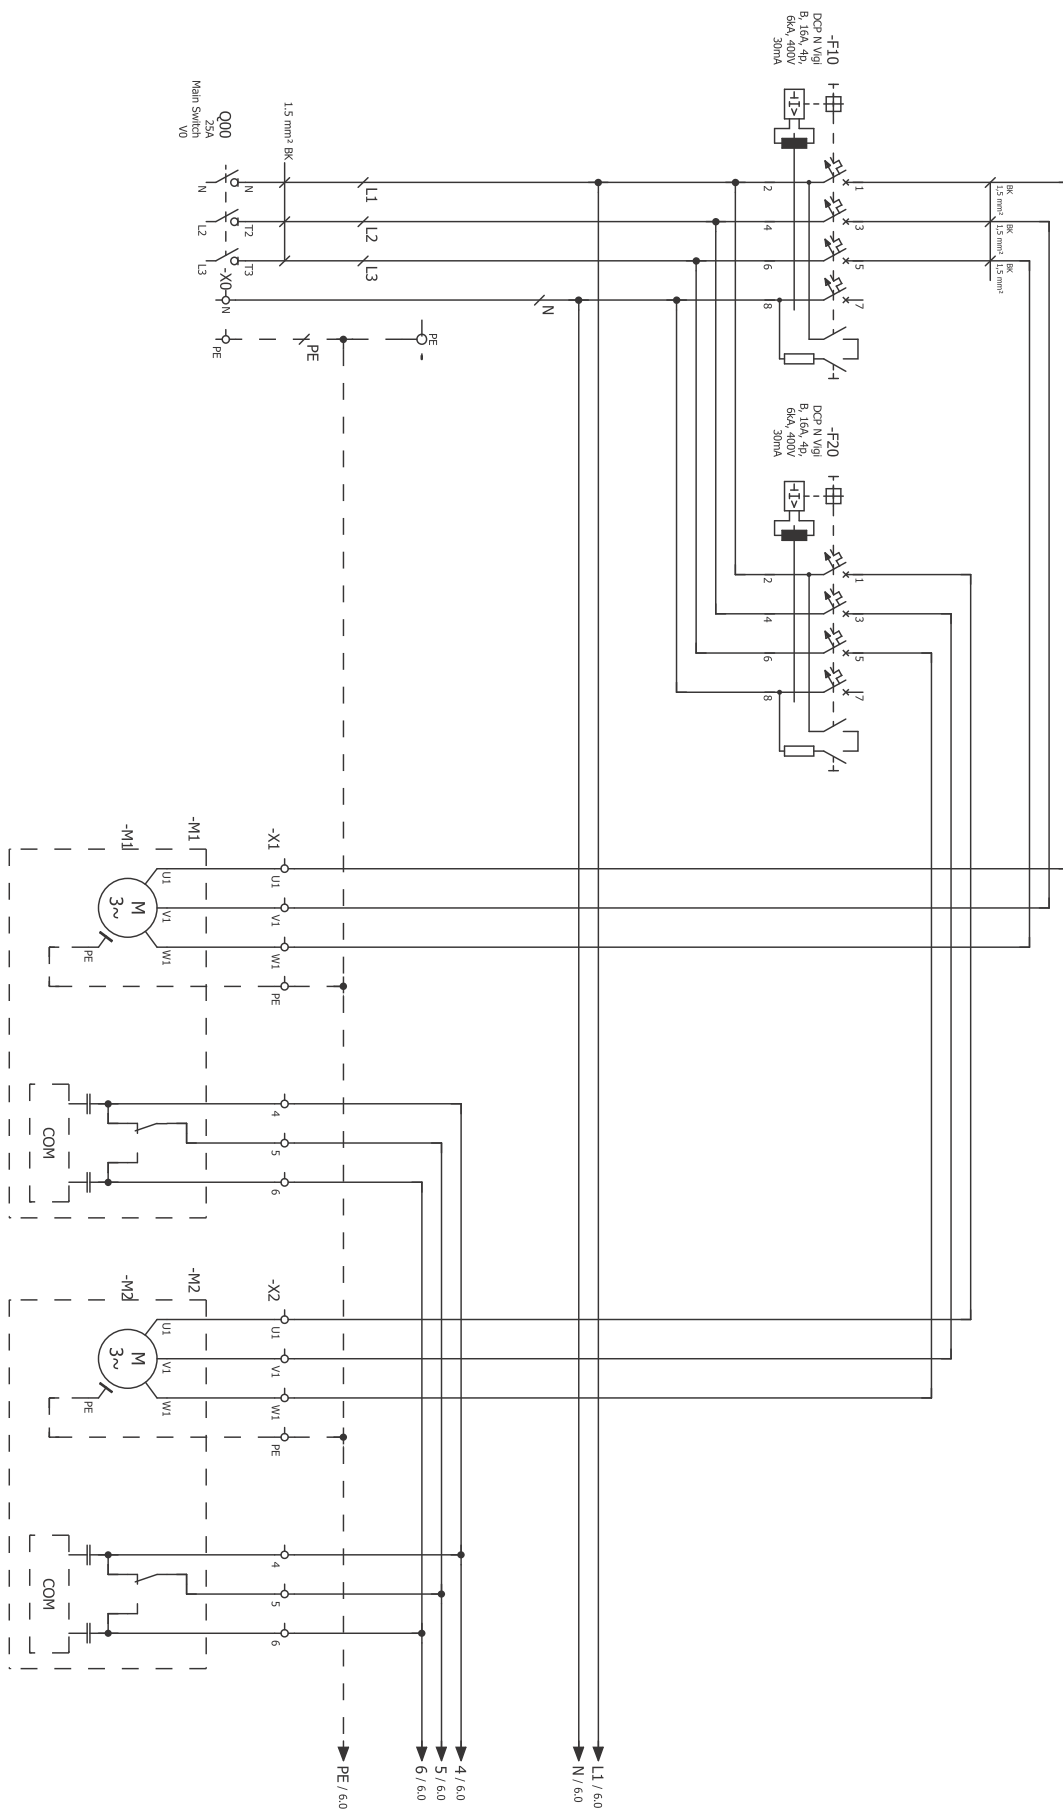 -F10
DCP N Vigi
B, 16A, 4p,
6kA, 400V
30mA
I>
1
3
5
7
2
4
6
8
BK
1,5 mm²
1,5 mm²
BK
1,5 mm²
Q00
25A
Main Switch
V0
1.5 mm² BK
N
T2
T3
N
L2
L3
L1
L2
L3
-X0
N
N
PE
PE
PE
-F20
DCP N Vigi
B, 16A, 4p,
6kA, 400V
30mA
I>
1
3
5
7
2
4
6
8
-X1
-M1
-M1
U1
V1
W1
PE
M
3~
U1
V1
W1
PE
4
5
6
COM
-X2
-M2
-M2
U1
V1
W1
PE
M
3~
U1
V1
W1
PE
4
5
6
COM
L1 / 6.0
N / 6.0
4 / 6.0
5 / 6.0
6 / 6.0
PE / 6.0